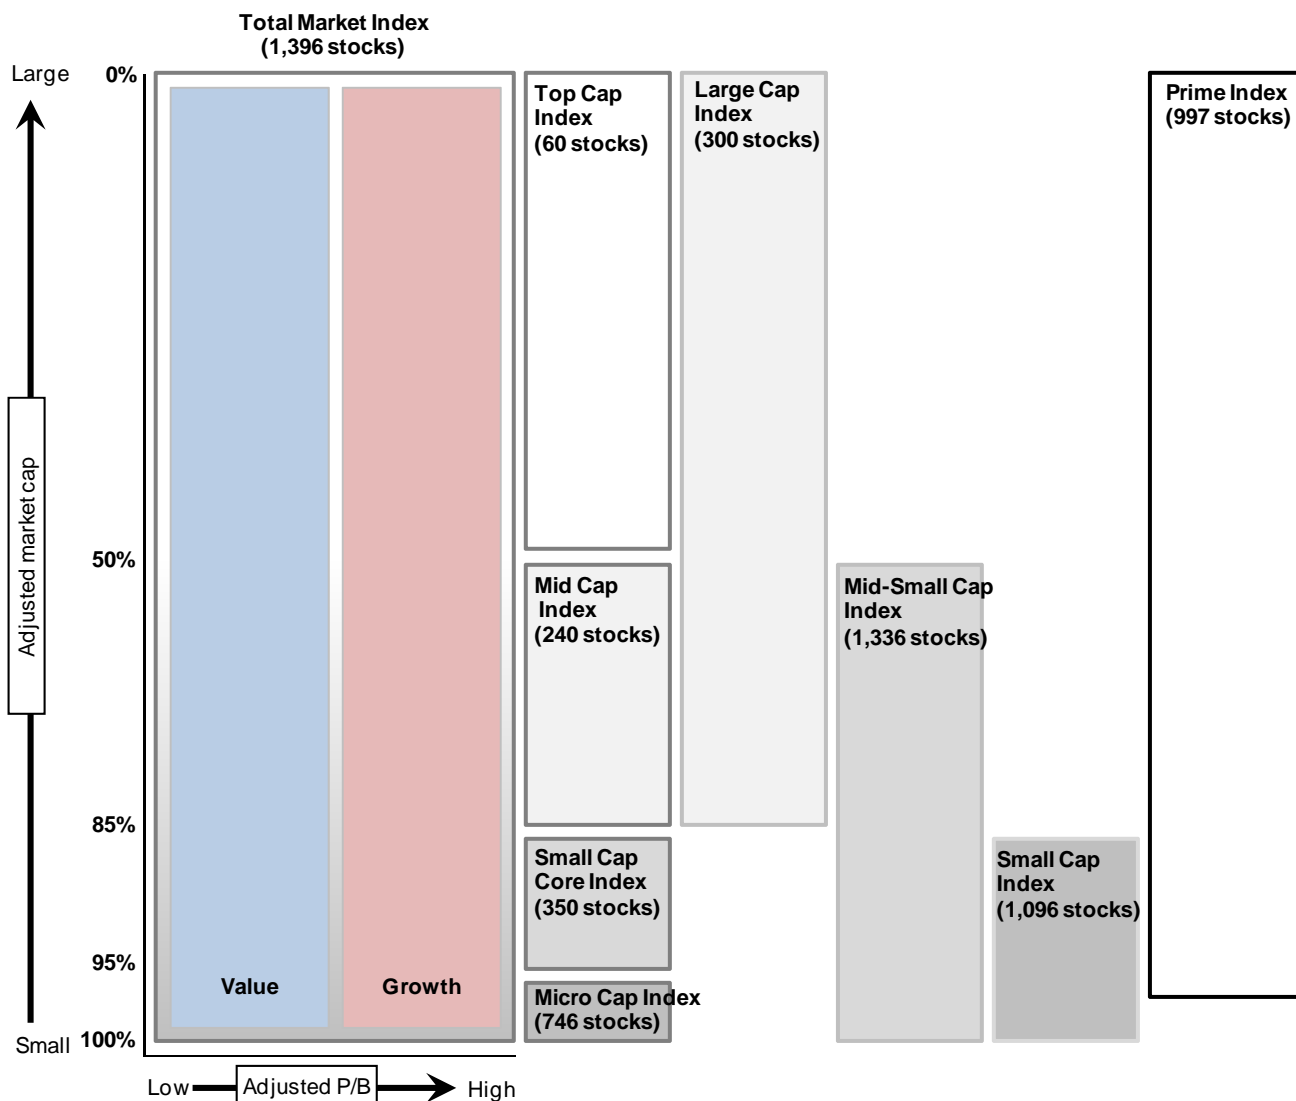 Total Market Index
(1,396 stocks)
Large
0%
Top Cap
Index
(60 stocks)
Large Cap
Index
(300 stocks)
Prime Index
(997 stocks)
Adjusted market cap
50%
Mid Cap
Index
(240 stocks)
Mid-Small Cap
Index
(1,336 stocks)
85%
Small Cap
Core Index
(350 stocks)
Small Cap
Index
(1,096 stocks)
95%
Value
Growth
Micro Cap Index
(746 stocks)
Small
100%
Low
Adjusted P/B
High